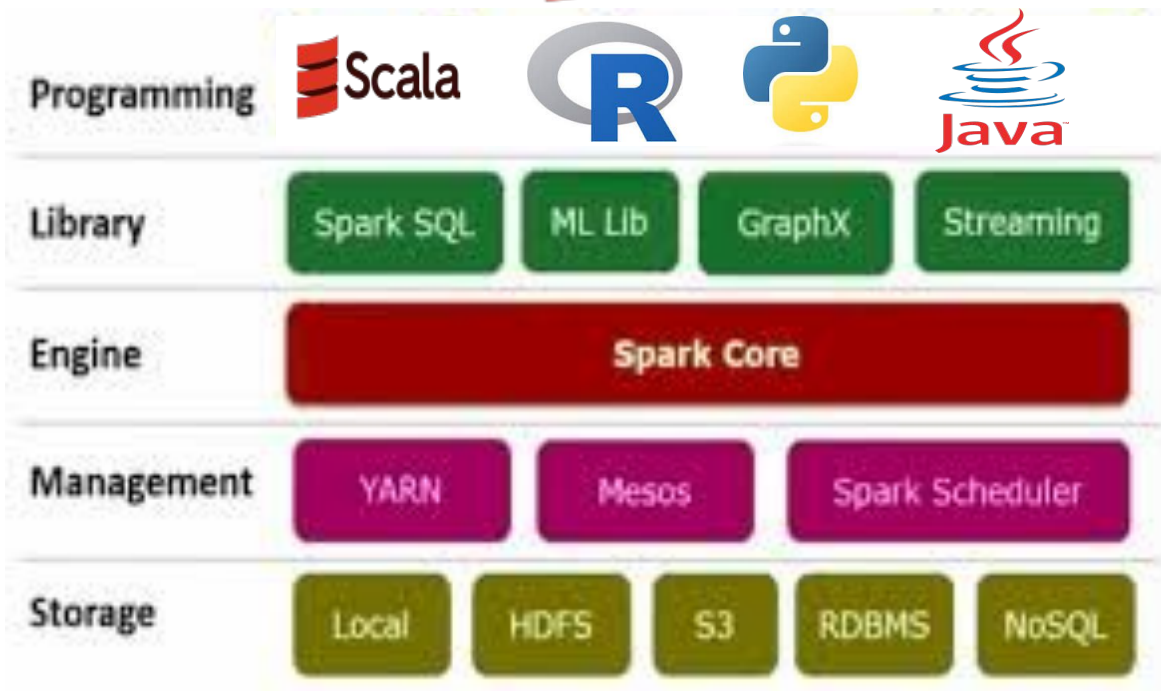 Programming
Scala
R
Java
Library
Spark SQL
ML Lib
GraphX
Streaming
Engine
Spark Core
Management
YARN
Mesos
Spark Scheduler
Storage
Local
HDFS
S3
RDBMS
NoSQL